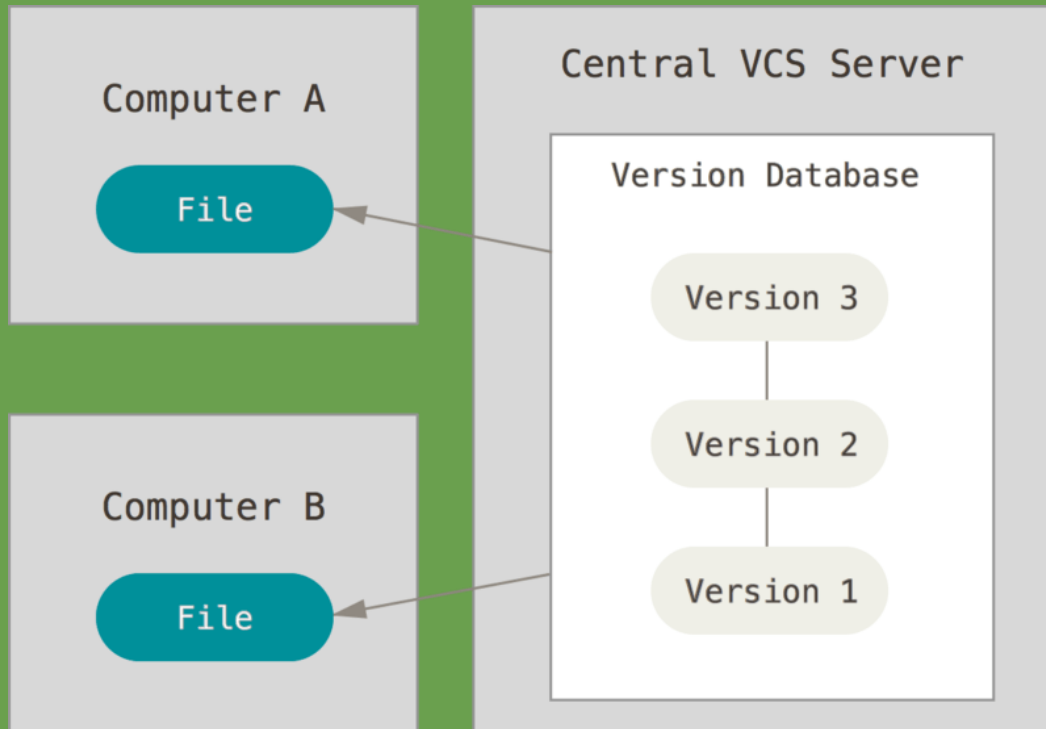 Computer A
File
Computer B
File
Central VCS Server
Version Database
Version 3
Version 2
Version 1